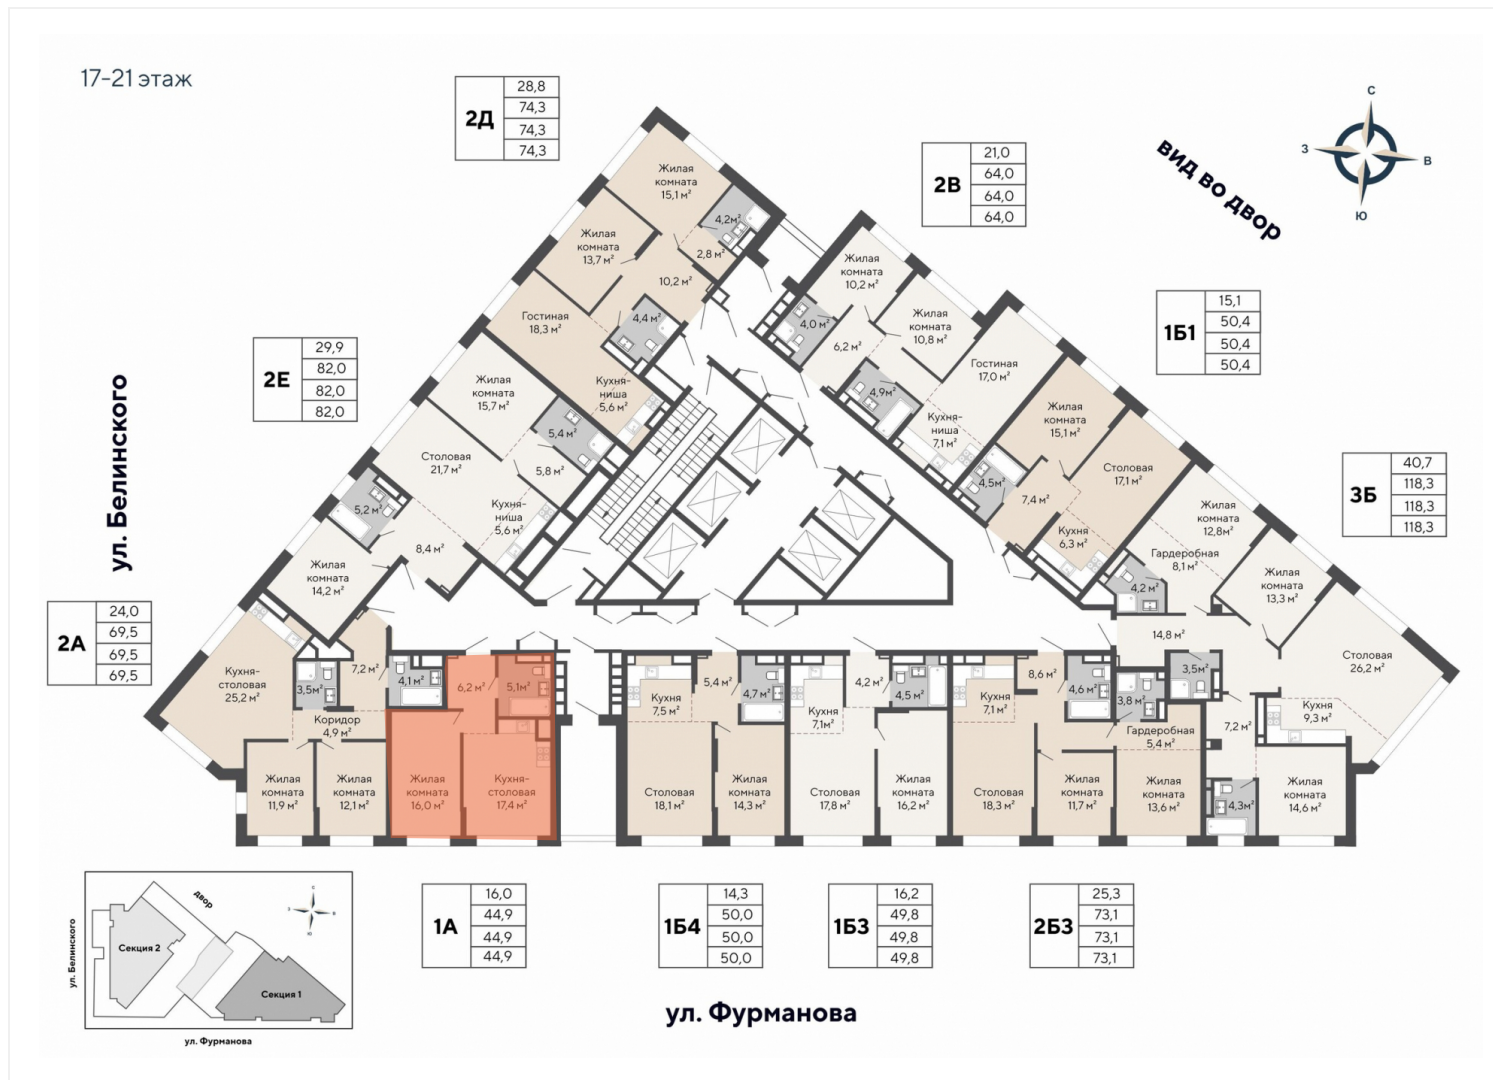 17-21 этаж
2Д
28,8
74,3
74,3
74,3
2В
21,0
64,0
64,0
64,0
вид во двор
С
З
В
Ю
1Б1
15,1
50,4
50,4
50,4
2Е
29,9
82,0
82,0
82,0
ул. Белинского
3Б
40,7
118,3
118,3
118,3
2А
24,0
69,5
69,5
69,5
Жилая
комната
15,1 м²
4,2м²
2,8 м²
Жилая
комната
13,7 м²
10,2 м²
Гостиная
18,3 м²
4,4 м²
Кухня-
ниша
5,6 м²
Жилая
комната
15,7 м²
5,4 м²
5,8 м²
Столовая
21,7 м²
Кухня-
ниша
5,6 м²
5,2 м²
8,4 м²
Жилая
комната
14,2 м²
Жилая
комната
10,2 м²
4,0 м²
6,2 м²
Жилая
комната
10,8 м²
Гостиная
17,0 м²
4,9м²
Кухня-
ниша
7,1 м²
Жилая
комната
15,1 м²
Столовая
17,1 м²
4,5м²
7,4 м²
Кухня
6,3 м²
Жилая
комната
12,8м²
Гардеробная
8,1 м²
4,2 м²
Жилая
комната
13,3 м²
14,8 м²
Столовая
26,2 м²
3,5м²
3,8 м²
7,2 м²
Кухня
9,3 м²
Гардеробная
5,4 м²
Жилая
комната
13,6 м²
4,3м²
Жилая
комната
14,6 м²
Кухня-
столовая
25,2 м²
3,5м²
7,2 м²
4,1 м²
Коридор
4,9 м²
Жилая
комната
11,9 м²
Жилая
комната
12,1 м²
6,2 м²
5,1м²
Жилая
комната
16,0 м²
Кухня-
столовая
17,4 м²
Кухня
7,5 м²
5,4 м²
4,7 м²
Столовая
18,1 м²
Жилая
комната
14,3 м²
4,2 м²
4,5 м²
Кухня
7,1м²
Столовая
17,8 м²
Жилая
комната
16,2 м²
8,6 м²
4,6 м²
Кухня
7,1 м²
Столовая
18,3 м²
Жилая
комната
11,7 м²
1А
16,0
44,9
44,9
44,9
1Б4
14,3
50,0
50,0
50,0
1Б3
16,2
49,8
49,8
49,8
2Б3
25,3
73,1
73,1
73,1
ул. Фурманова
двор
ул. Белинского
Секция 2
Секция 1
с
з
в
ю
ул. Фурманова